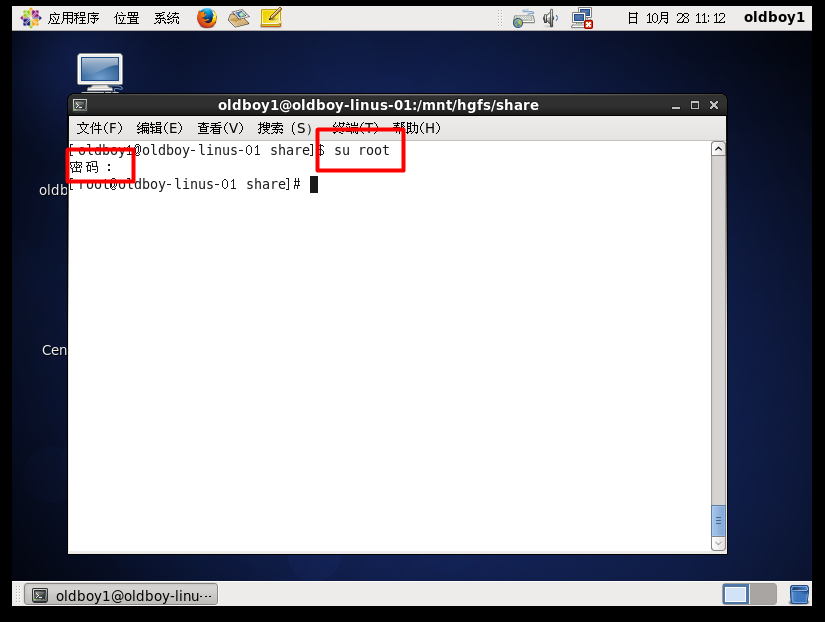 应用程序 位置 系统 日 10月 28 11:12 oldboy1
oldboy1@oldboy-linus-01:/mnt/hgfs/share
文件(F) 编辑(E) 查看(V) 搜索 (S) 终端(T) 帮助(H)
[oldboy1@oldboy-linus-01 share]$ su root
密码：
[root@oldboy-linus-01 share]#
oldb
Cen
oldboy1@oldboy-linu...